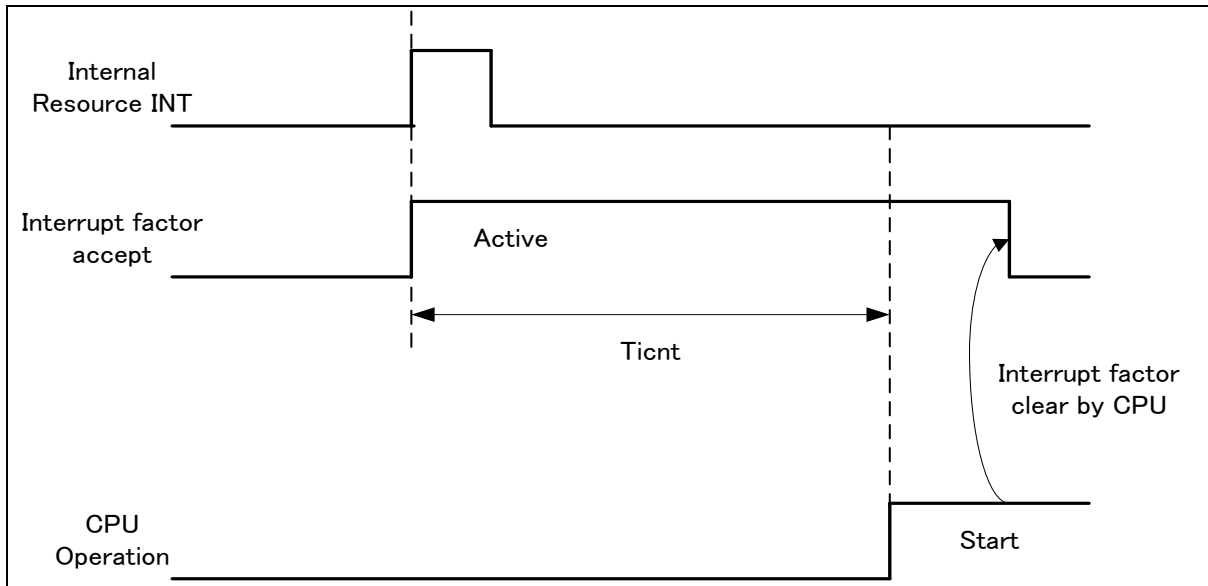 Internal
Resource INT
Interrupt factor
accept
Active
Ticnt
Interrupt factor
clear by CPU
CPU
Operation
Start